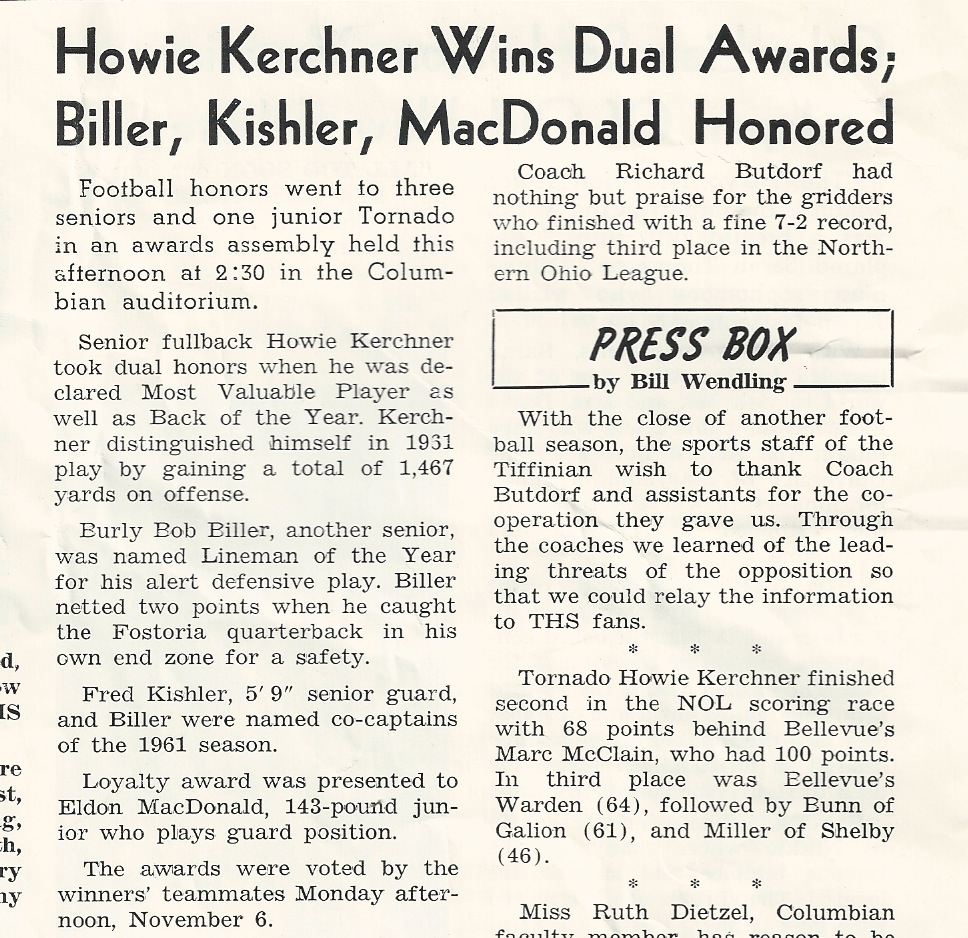 Howie Kerchner Wins Dual Awards;
Biller, Kishler, MacDonald Honored
Football honors went to three
seniors and one junior Tornado
in an awards assembly held this
afternoon at 2:30 in the Colum-
bian auditorium.
Senior fullback Howie Kerchner
took dual honors when he was de-
clared Most Valuable Player as
well as Back of the Year. Kerch-
ner distinguished himself in 1931
play by gaining a total of 1,467
yards on offense.
Burly Bob Biller, another senior,
was named Lineman of the Year
for his alert defensive play. Biller
netted two points when he caught
the Fostoria quarterback in his
own end zone for a safety.
Fred Kishler, 5' 9" senior guard,
and Biller were named co-captains
of the 1961 season.
Loyalty award was presented to
Eldon MacDonald, 143-pound jun-
ior who plays guard position.
The awards were voted by the
winners' teammates Monday after-
noon, November 6.
Coach Richard Butdorf had
nothing but praise for the gridders
who finished with a fine 7-2 record,
including third place in the North-
ern Ohio League.
PRESS BOX
by Bill Wendling
With the close of another foot-
ball season, the sports staff of the
Tiffinian wish to thank Coach
Butdorf and assistants for the co-
operation they gave us. Through
the coaches we learned of the lead-
ing threats of the opposition so
that we could relay the information
to THS fans.
* * *
Tornado Howie Kerchner finished
second in the NOL scoring race
with 68 points behind Bellevue's
Marc McClain, who had 100 points.
In third place was Bellevue's
Warden (64), followed by Bunn of
Galion (61), and Miller of Shelby
(46).
* * *
Miss Ruth Dietzel, Columbian
faculty member, has reason to be